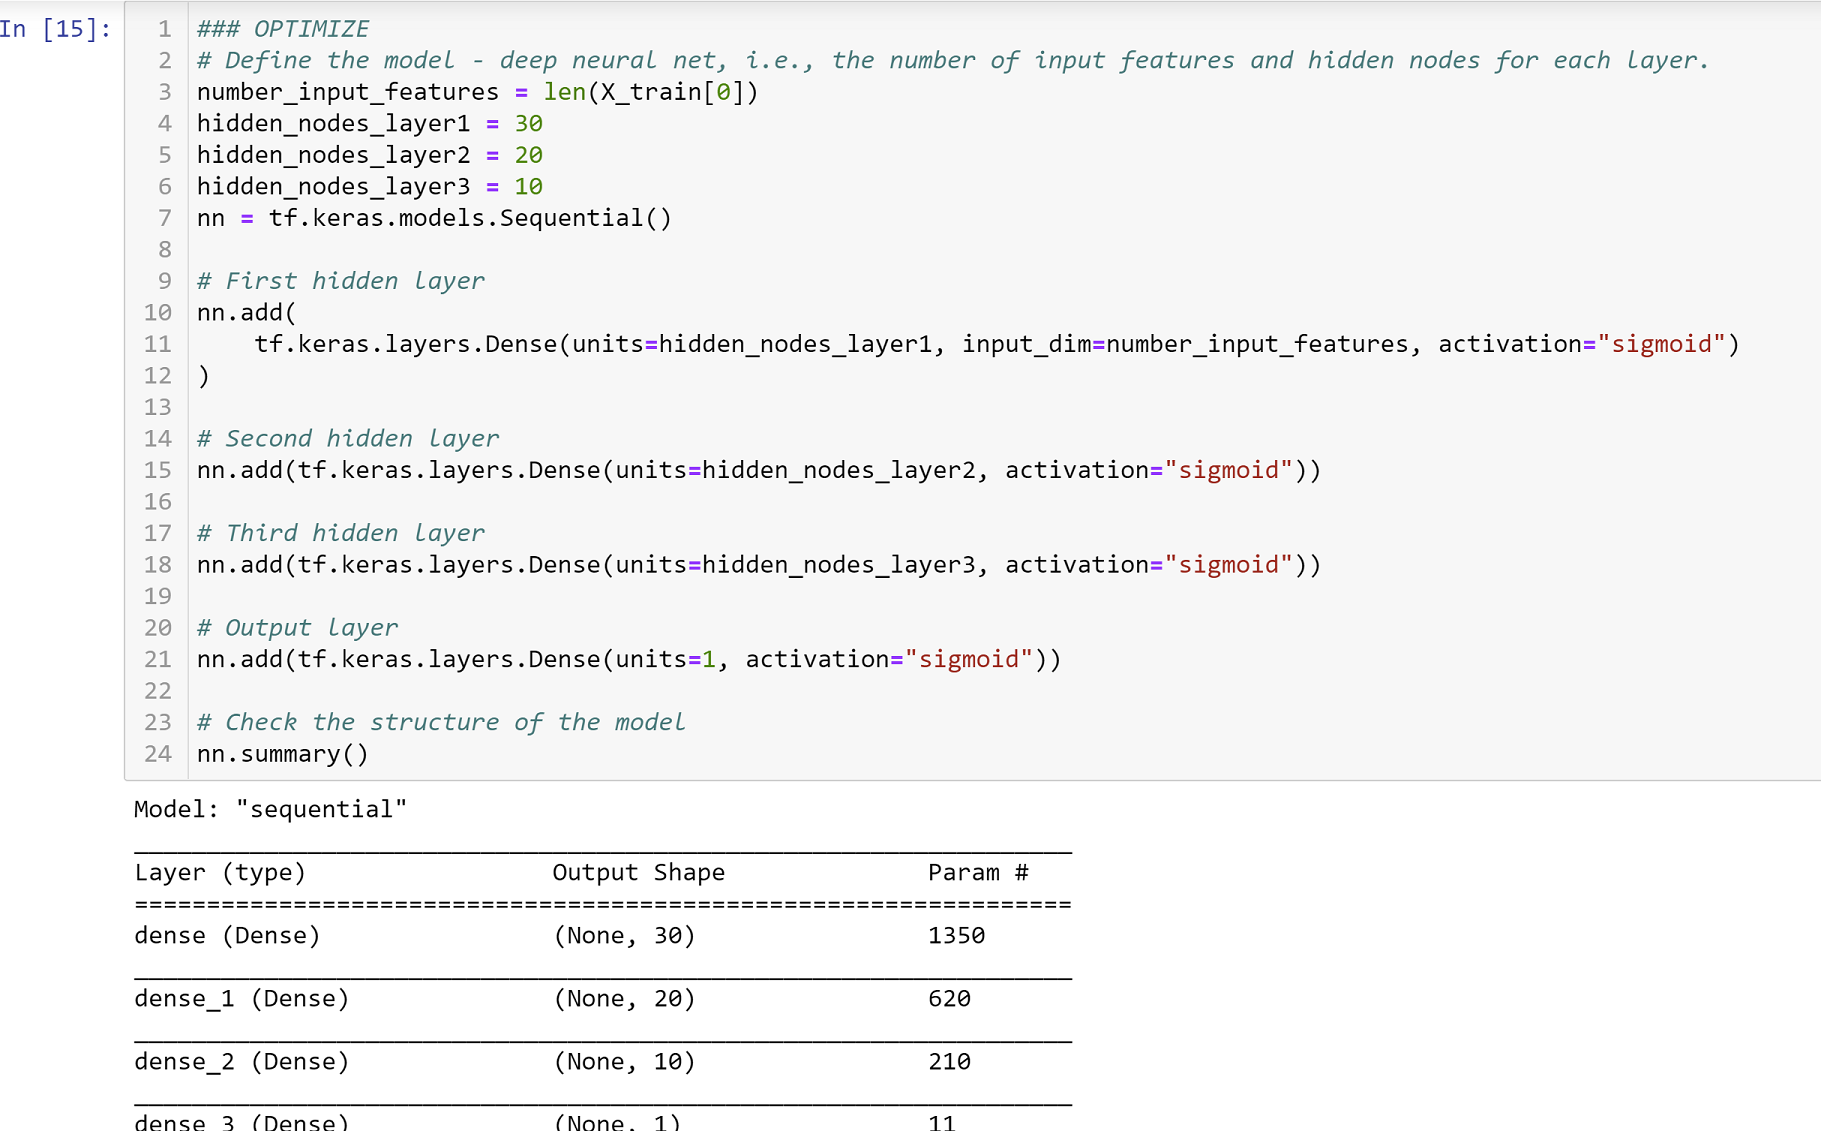 In [15]:
1 ### OPTIMIZE
2 # Define the model - deep neural net, i.e., the number of input features and hidden nodes for each layer.
3 number_input_features = len(X_train[0])
4 hidden_nodes_layer1 = 30
5 hidden_nodes_layer2 = 20
6 hidden_nodes_layer3 = 10
7 nn = tf.keras.models.Sequential()
8
9 # First hidden layer
10 nn.add(
11     tf.keras.layers.Dense(units=hidden_nodes_layer1, input_dim=number_input_features, activation="sigmoid")
12 )
13
14 # Second hidden layer
15 nn.add(tf.keras.layers.Dense(units=hidden_nodes_layer2, activation="sigmoid"))
16
17 # Third hidden layer
18 nn.add(tf.keras.layers.Dense(units=hidden_nodes_layer3, activation="sigmoid"))
19
20 # Output layer
21 nn.add(tf.keras.layers.Dense(units=1, activation="sigmoid"))
22
23 # Check the structure of the model
24 nn.summary()
Model: "sequential"
_________________________________________________________________
Layer (type)                 Output Shape              Param #
=================================================================
dense (Dense)                (None, 30)                1350
_________________________________________________________________
dense_1 (Dense)              (None, 20)                620
_________________________________________________________________
dense_2 (Dense)              (None, 10)                210
_________________________________________________________________
dense_3 (Dense)              (None, 1)                 11